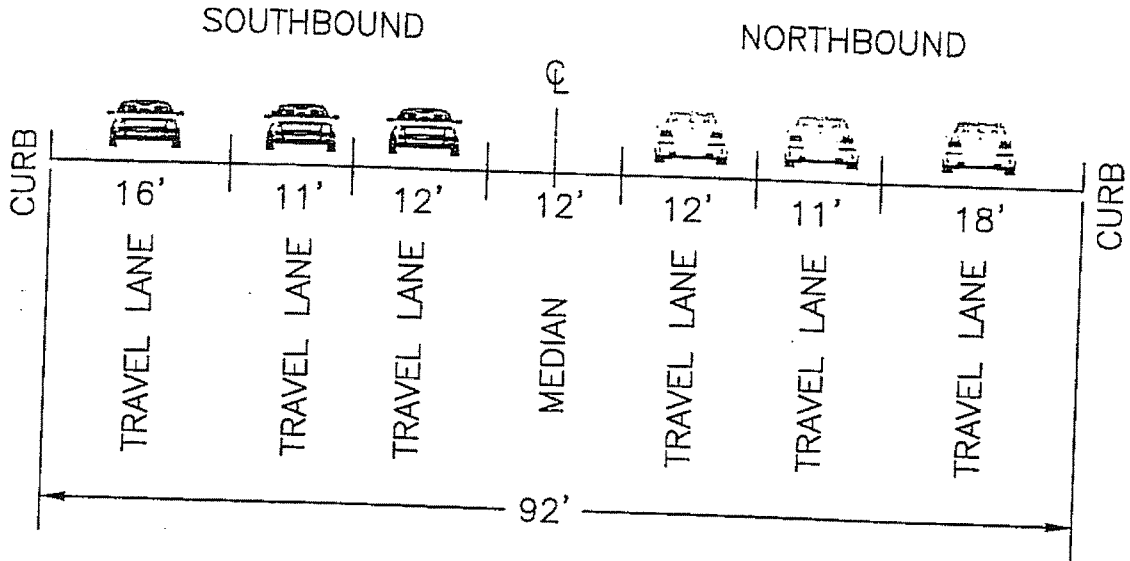 SOUTHBOUND
NORTHBOUND
℄
CURB
16' 11' 12' 12' 12' 11' 18'
CURB
TRAVEL LANE
TRAVEL LANE
TRAVEL LANE
MEDIAN
TRAVEL LANE
TRAVEL LANE
TRAVEL LANE
92'